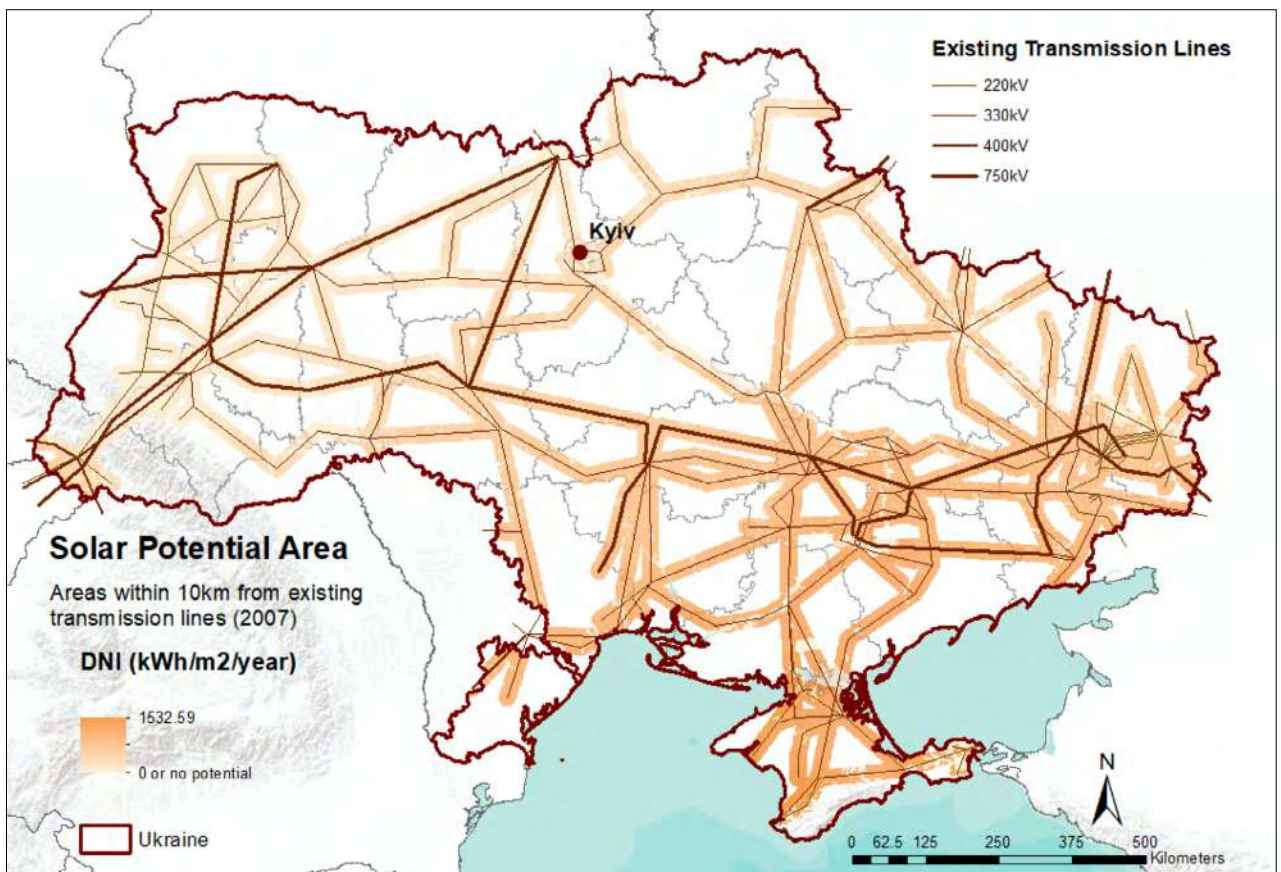 Existing Transmission Lines
220kV
330kV
400kV
750kV
Kyiv
Solar Potential Area
Areas within 10km from existing
transmission lines (2007)
DNI (kWh/m2/year)
1632.59
0 or no potential
Ukraine
N
0 62.5 125 250 375 500
Kilometers